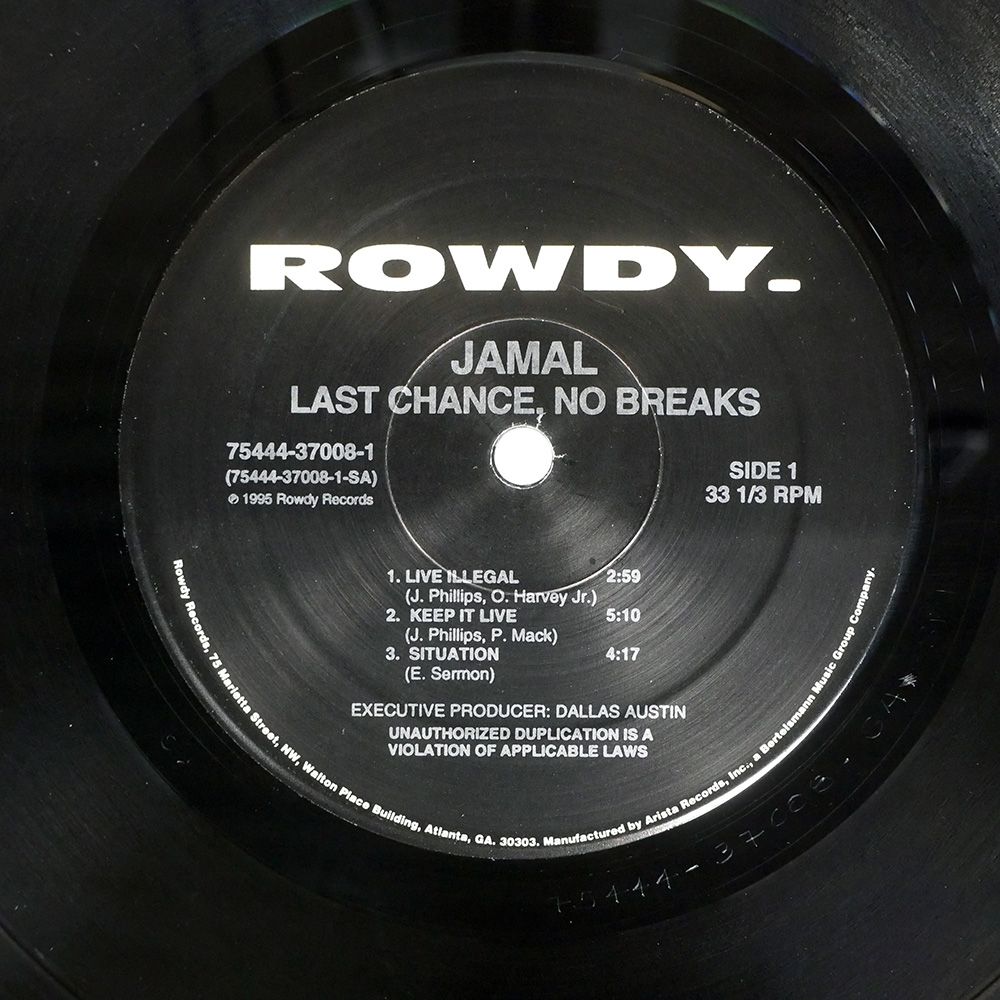 ROWDY.
JAMAL
LAST CHANCE, NO BREAKS
75444-37008-1
(75444-37008-1-SA)
℗ 1995 Rowdy Records
SIDE 1
33 1/3 RPM
1. LIVE ILLEGAL 2:59
(J. Phillips, O. Harvey Jr.)
2. KEEP IT LIVE 5:10
(J. Phillips, P. Mack)
3. SITUATION 4:17
(E. Sermon)
EXECUTIVE PRODUCER: DALLAS AUSTIN
UNAUTHORIZED DUPLICATION IS A
VIOLATION OF APPLICABLE LAWS
Rowdy Records, 75 Marietta Street, NW, Walton Place Building, Atlanta, GA. 30303. Manufactured by Arista Records, Inc., a Bertelsmann Music Group Company.